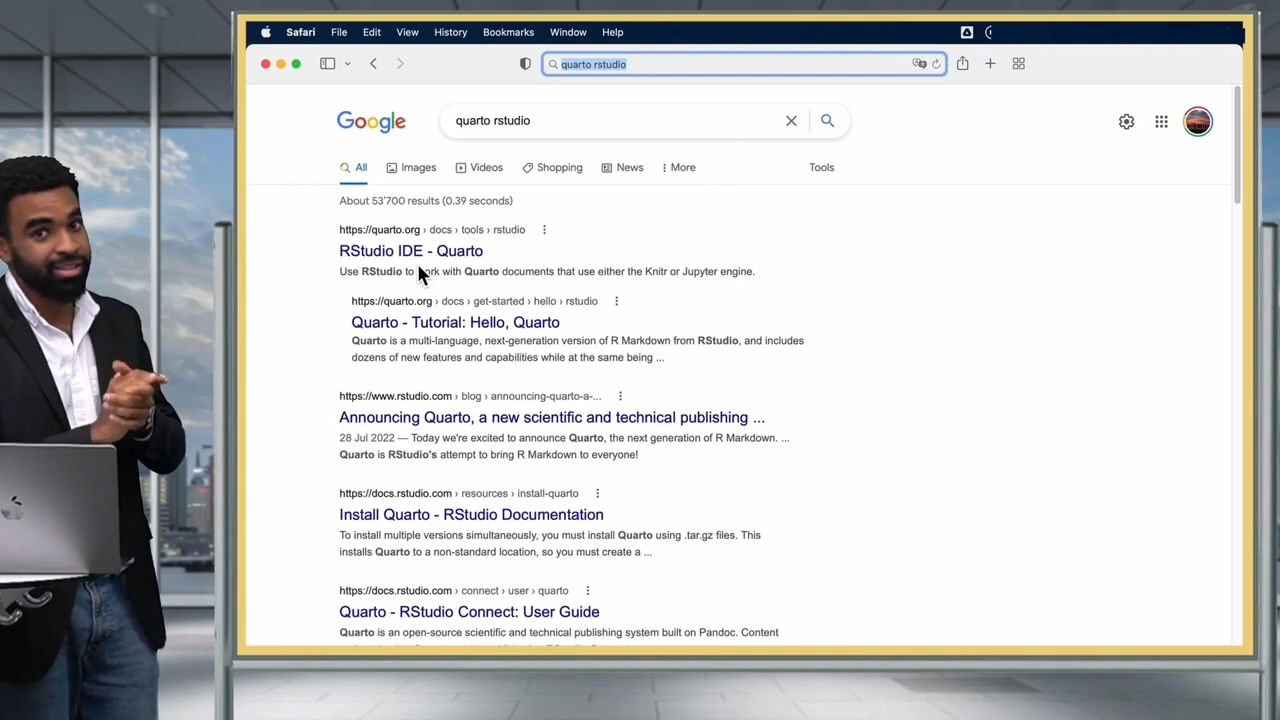 Safari File Edit View History Bookmarks Window Help
quarto rstudio
Google quarto rstudio
All Images Videos Shopping News More Tools
About 53'700 results (0.39 seconds)
https://quarto.org › docs › tools › rstudio
RStudio IDE - Quarto
Use RStudio to work with Quarto documents that use either the Knitr or Jupyter engine.
https://quarto.org › docs › get-started › hello › rstudio
Quarto - Tutorial: Hello, Quarto
Quarto is a multi-language, next-generation version of R Markdown from RStudio, and includes
dozens of new features and capabilities while at the same being ...
https://www.rstudio.com › blog › announcing-quarto-a-...
Announcing Quarto, a new scientific and technical publishing ...
28 Jul 2022 — Today we're excited to announce Quarto, the next generation of R Markdown. ...
Quarto is RStudio's attempt to bring R Markdown to everyone!
https://docs.rstudio.com › resources › install-quarto
Install Quarto - RStudio Documentation
To install multiple versions simultaneously, you must install Quarto using .tar.gz files. This
installs Quarto to a non-standard location, so you must create a ...
https://docs.rstudio.com › connect › user › quarto
Quarto - RStudio Connect: User Guide
Quarto is an open-source scientific and technical publishing system built on Pandoc. Content